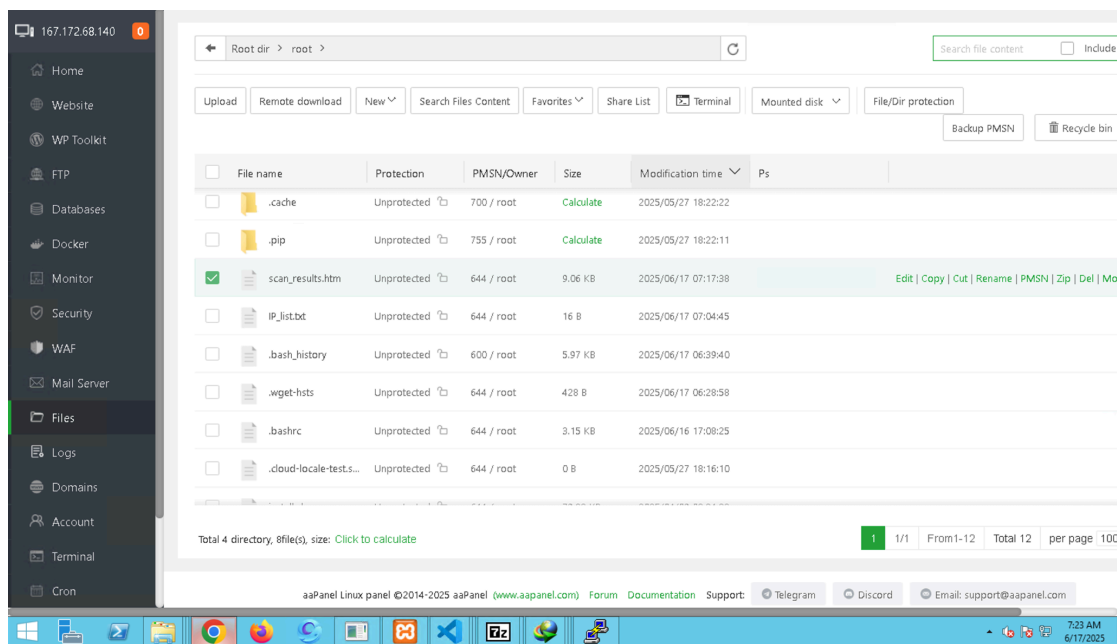 167.172.68.140 0
Home
Website
WP Toolkit
FTP
Databases
Docker
Monitor
Security
WAF
Mail Server
Files
Logs
Domains
Account
Terminal
Cron
Root dir > root >
Search file content Include
Upload Remote download New Search Files Content Favorites Share List Terminal Mounted disk File/Dir protection
Backup PMSN Recycle bin
File name Protection PMSN/Owner Size Modification time Ps
.cache Unprotected 700 / root Calculate 2025/05/27 18:22:22
.pip Unprotected 755 / root Calculate 2025/05/27 18:22:11
scan_results.htm Unprotected 644 / root 9.06 KB 2025/06/17 07:17:38 Edit | Copy | Cut | Rename | PMSN | Zip | Del | Mo
IP_list.txt Unprotected 644 / root 16 B 2025/06/17 07:04:45
.bash_history Unprotected 600 / root 5.97 KB 2025/06/17 06:39:40
.wget-hsts Unprotected 644 / root 428 B 2025/06/17 06:28:58
.bashrc Unprotected 644 / root 3.15 KB 2025/06/16 17:08:25
.cloud-locale-test.s... Unprotected 644 / root 0 B 2025/05/27 18:16:10
Total 4 directory, 8file(s), size: Click to calculate
1 1/1 From1-12 Total 12 per page 100
aaPanel Linux panel ©2014-2025 aaPanel (www.aapanel.com) Forum Documentation Support: Telegram Discord Email: support@aapanel.com
7z
7:23 AM
6/17/2025